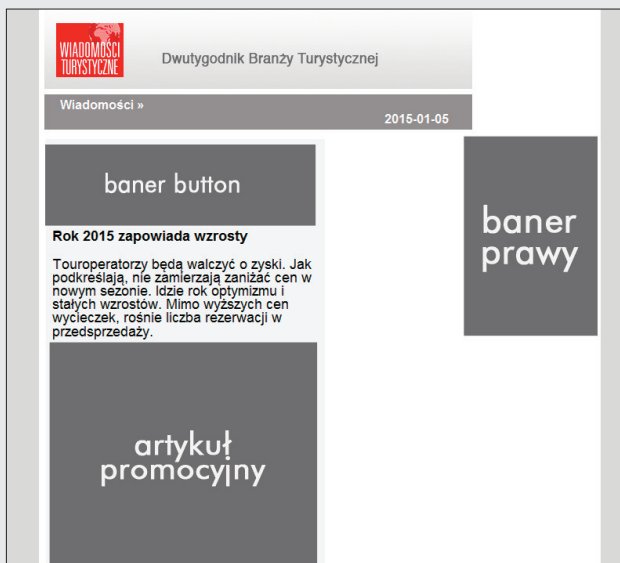 WIADOMOŚCI
TURYSTYCZNE
Dwutygodnik Branży Turystycznej
Wiadomości »
2015-01-05
baner button
Rok 2015 zapowiada wzrosty
Touroperatorzy będą walczyć o zyski. Jak
podkreślają, nie zamierzają zaniżać cen w
nowym sezonie. Idzie rok optymizmu i
stałych wzrostów. Mimo wyższych cen
wycieczek, rośnie liczba rezerwacji w
przedsprzedaży.
baner
prawy
artykuł
promocyjny